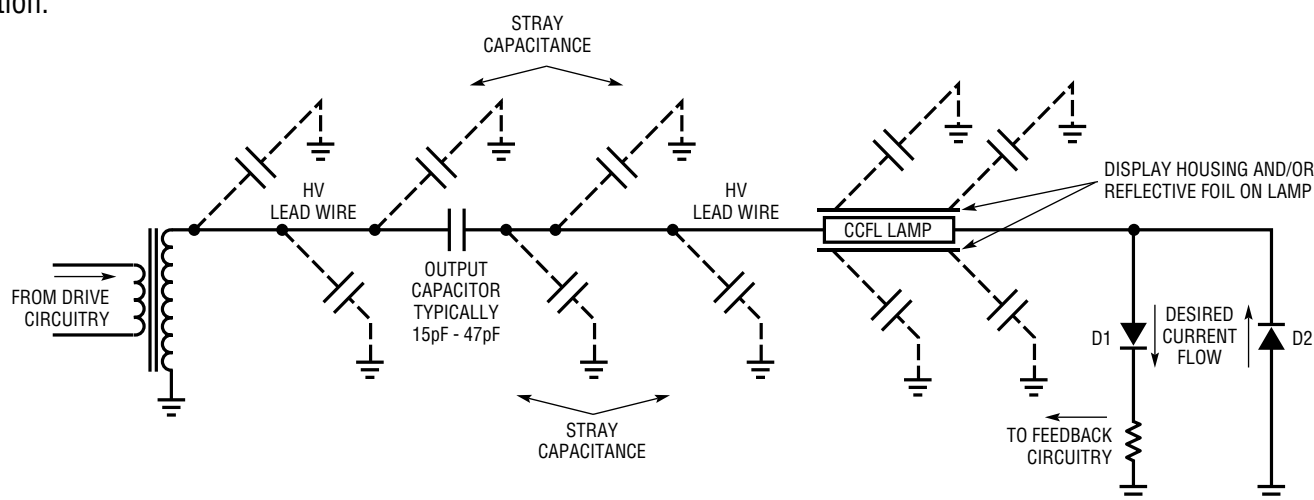 tion.
STRAY
CAPACITANCE
HV
LEAD WIRE
HV
LEAD WIRE
DISPLAY HOUSING AND/OR
REFLECTIVE FOIL ON LAMP
CCFL LAMP
FROM DRIVE
CIRCUITRY
OUTPUT
CAPACITOR
TYPICALLY
15pF - 47pF
D1
DESIRED
CURRENT
FLOW
D2
STRAY
CAPACITANCE
TO FEEDBACK
CIRCUITRY